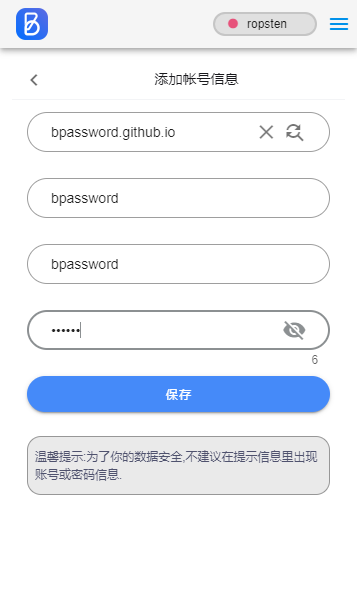 ropsten
添加帐号信息
bpassword.github.io
bpassword
bpassword
••••••
6
保存
温馨提示:为了你的数据安全,不建议在提示信息里出现
账号或密码信息.